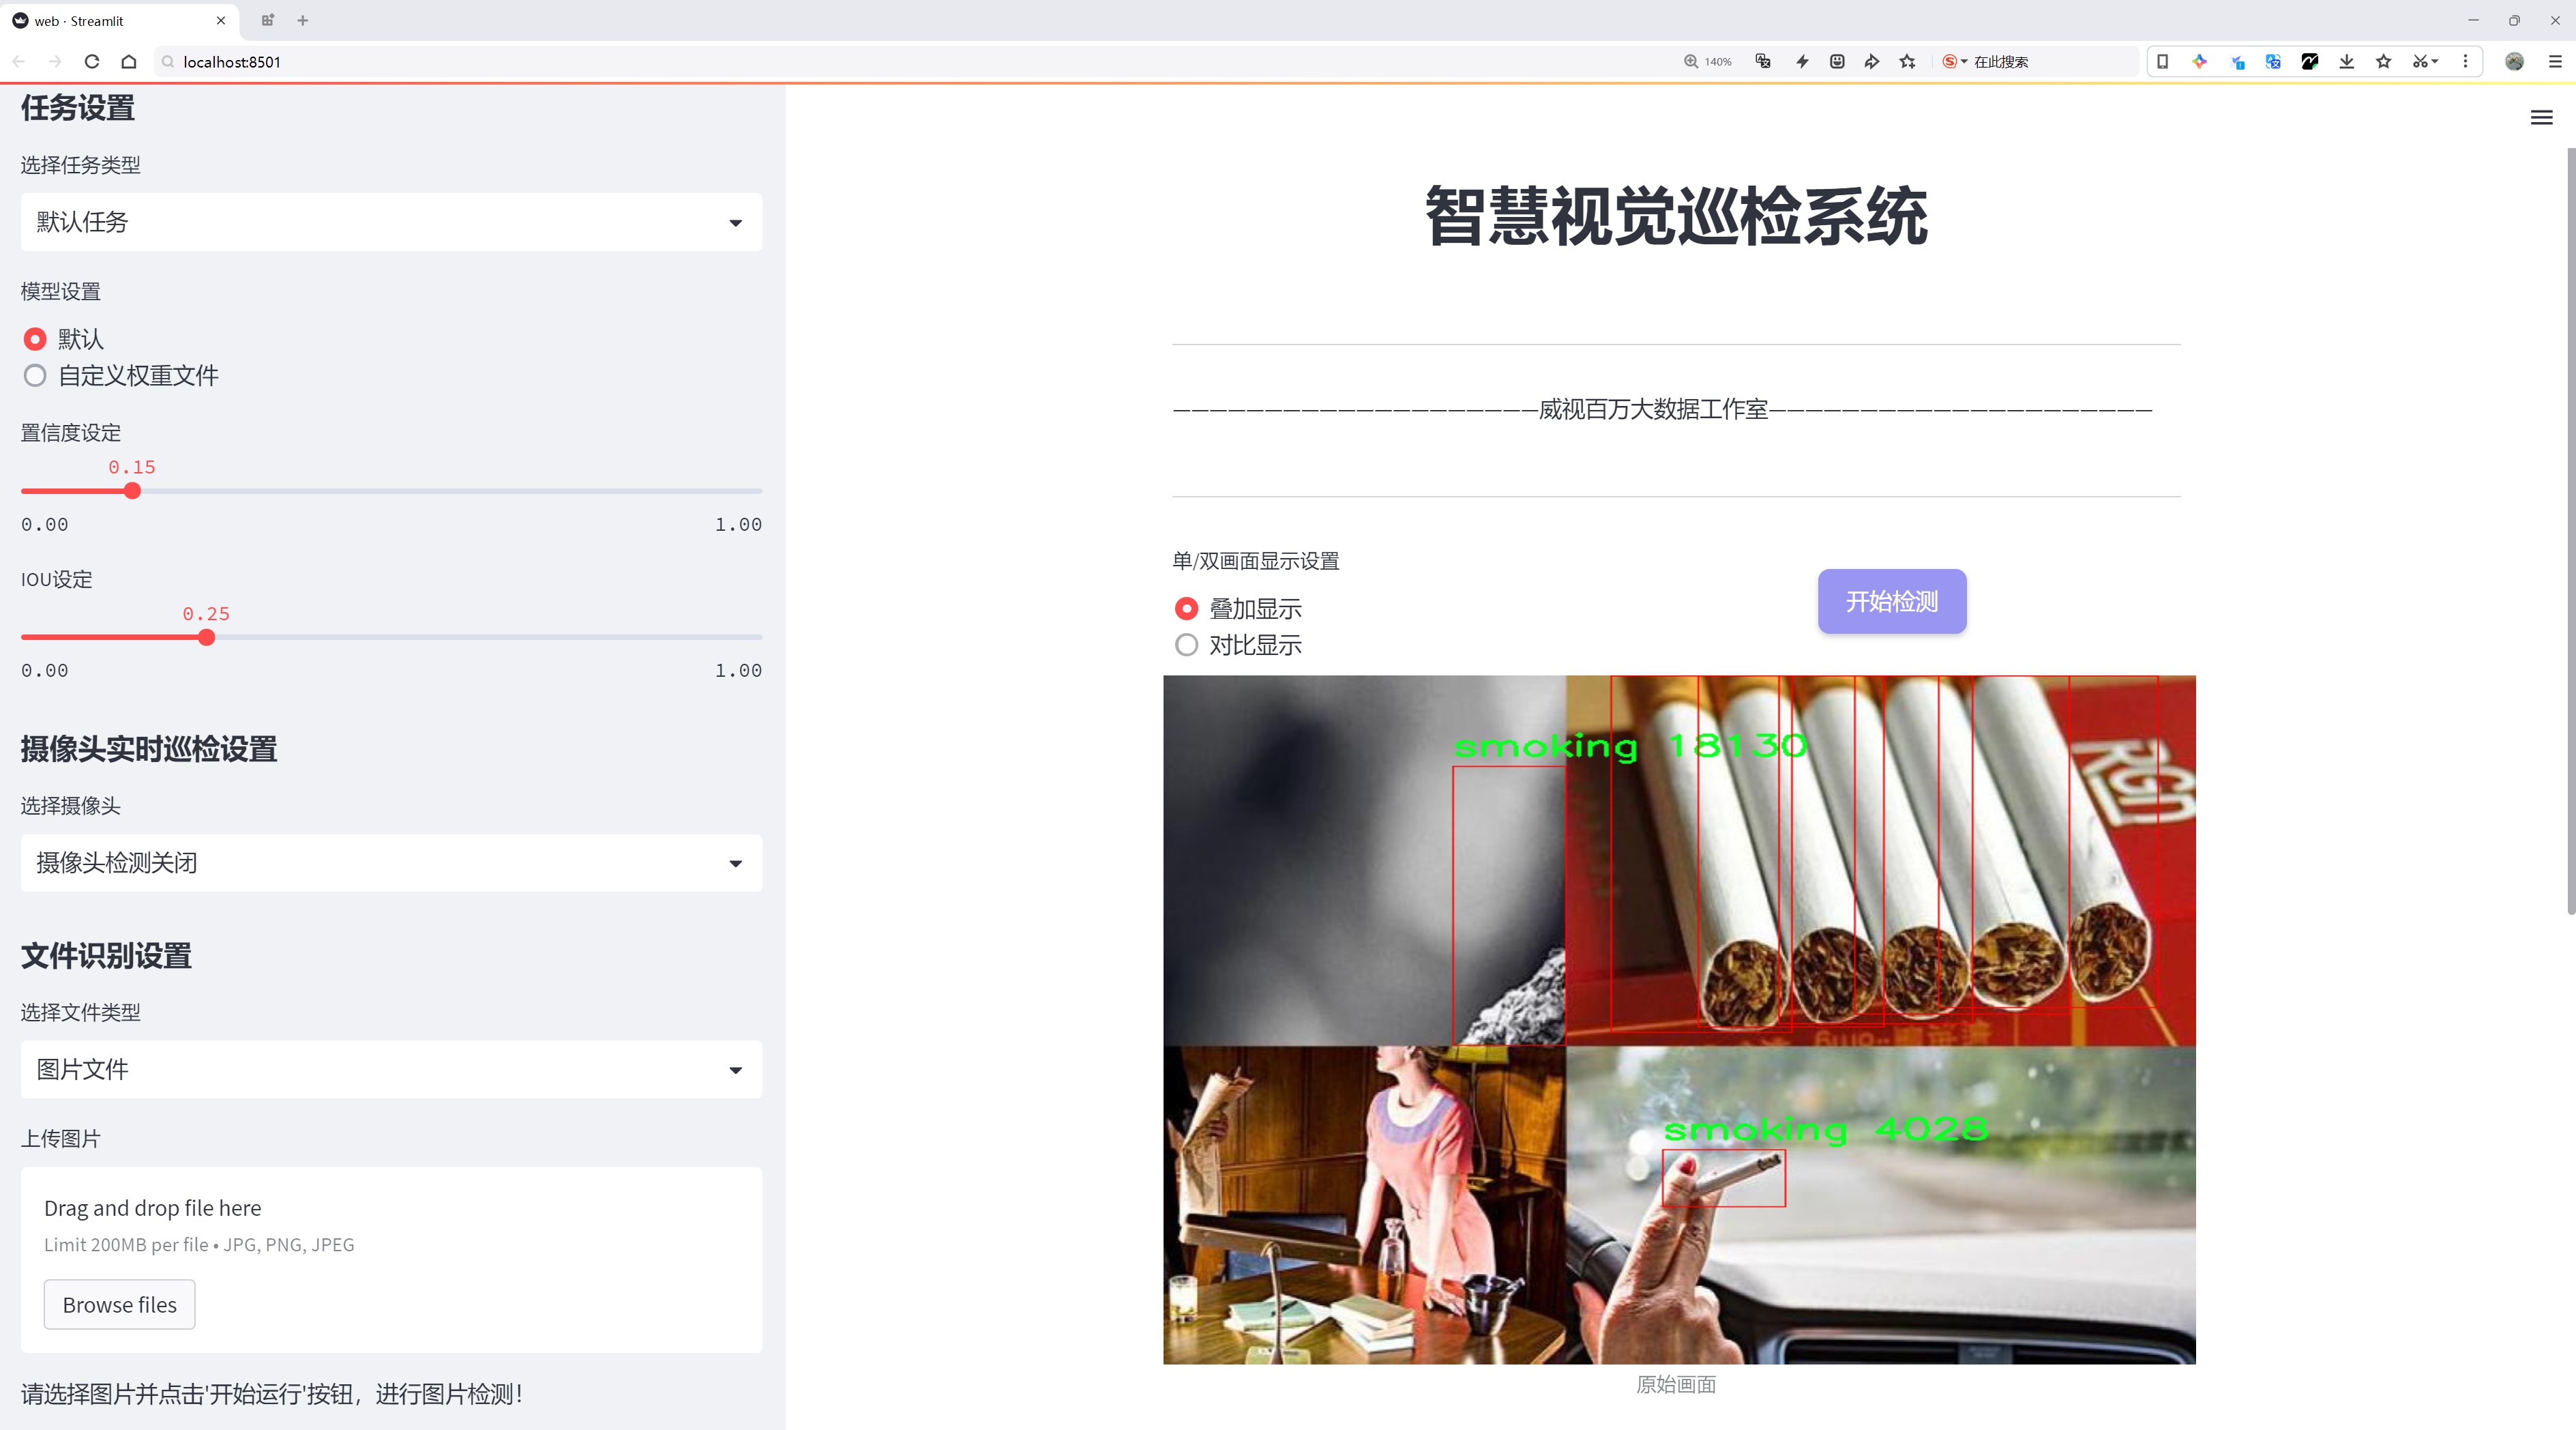 web · Streamlit
localhost:8501
140%
在此搜索
任务设置
选择任务类型
默认任务
模型设置
默认
自定义权重文件
置信度设定
0.15
0.00
1.00
IOU设定
0.25
0.00
1.00
摄像头实时巡检设置
选择摄像头
摄像头检测关闭
文件识别设置
选择文件类型
图片文件
上传图片
Drag and drop file here
Limit 200MB per file • JPG, PNG, JPEG
Browse files
请选择图片并点击'开始运行'按钮，进行图片检测！
智慧视觉巡检系统
—————————————————————威视百万大数据工作室—————————————————————
单/双画面显示设置
叠加显示
对比显示
开始检测
smoking 18130
smoking 4028
原始画面